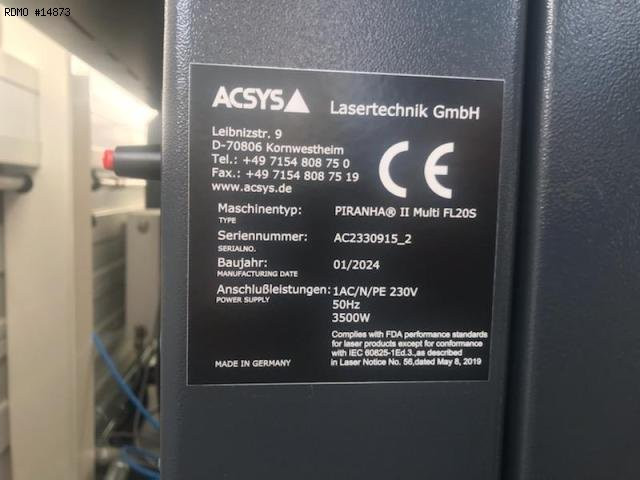 RDMO #14873
ACSYS Lasertechnik GmbH
Leibnizstr. 9
D-70806 Kornwestheim
Tel.: +49 7154 808 75 0
Fax.: +49 7154 808 75 19
www.acsys.de
CE
Maschinentyp: PIRANHA® II Multi FL20S
TYPE
Seriennummer: AC2330915_2
SERIALNO.
Baujahr: 01/2024
MANUFACTURING DATE
Anschlußleistungen: 1AC/N/PE 230V
POWER SUPPLY
50Hz
3500W
Complies with FDA performance standards
for laser products except for conformance
with IEC 60825-1Ed.3.,as described
in Laser Notice No. 56,dated May 8, 2019
MADE IN GERMANY